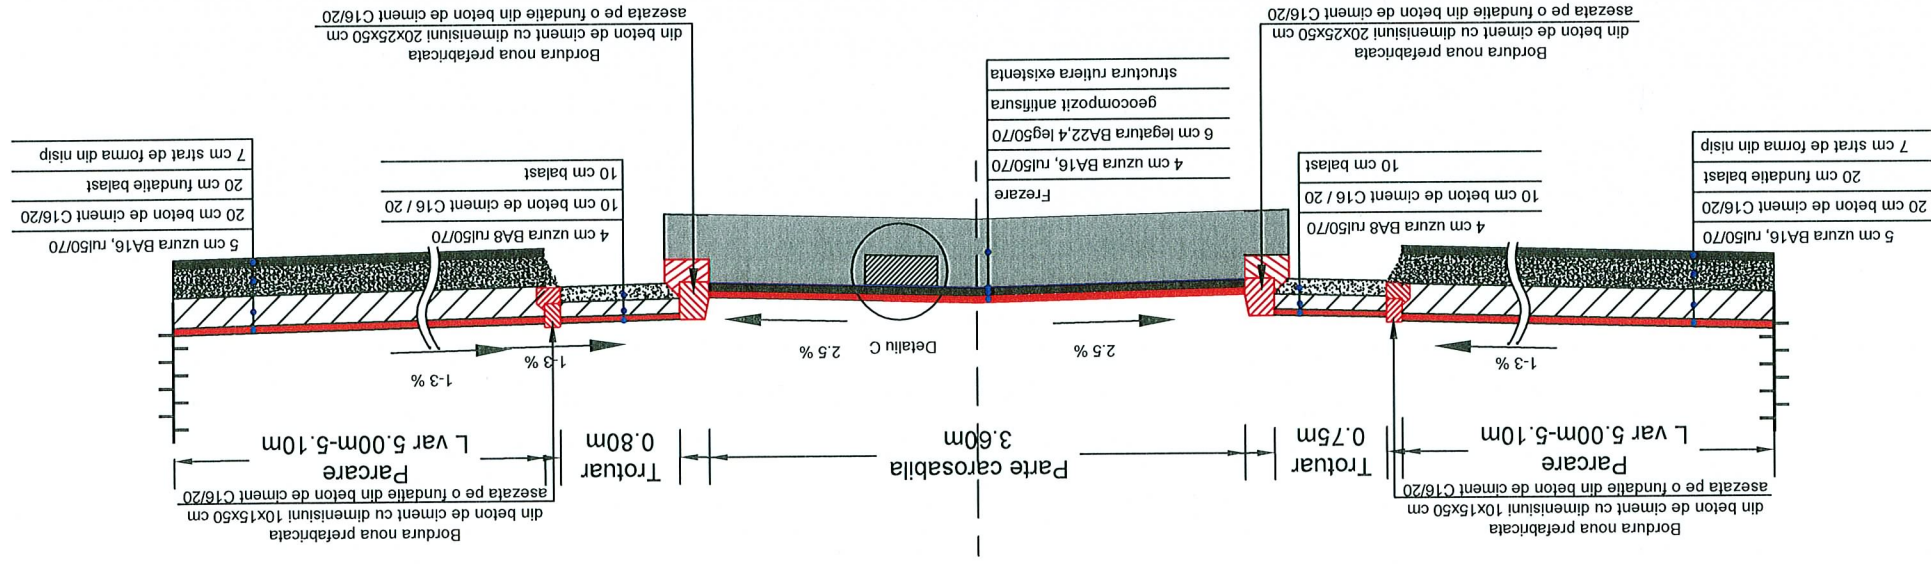 Bordura noua prefabricata
din beton de ciment cu dimensiuni 10x15x50 cm
asezata pe o fundatie din beton de ciment C16/20
Bordura noua prefabricata
din beton de ciment cu dimensiuni 10x15x50 cm
asezata pe o fundatie din beton de ciment C16/20
Parcare
L var 5.00m-5.10m
Trotuar
0.75m
Parte carosabila
3.60m
Trotuar
0.80m
Parcare
L var 5.00m-5.10m
1-3 %
2.5 %
Detaliu C
2.5 %
1-3 %
1-3 %
5 cm uzura BA16, rul50/70
20 cm beton de ciment C16/20
20 cm fundatie balast
7 cm strat de forma din nisip
4 cm uzura BA8 rul50/70
10 cm beton de ciment C16 / 20
10 cm balast
Frezare
4 cm uzura BA16, rul50/70
6 cm legatura BA22,4 leg50/70
geocompozit antifisura
structura rutiera existenta
4 cm uzura BA8 rul50/70
10 cm beton de ciment C16 / 20
10 cm balast
5 cm uzura BA16, rul50/70
20 cm beton de ciment C16/20
20 cm fundatie balast
7 cm strat de forma din nisip
Bordura noua prefabricata
din beton de ciment cu dimensiuni 20x25x50 cm
asezata pe o fundatie din beton de ciment C16/20
Bordura noua prefabricata
din beton de ciment cu dimensiuni 20x25x50 cm
asezata pe o fundatie din beton de ciment C16/20